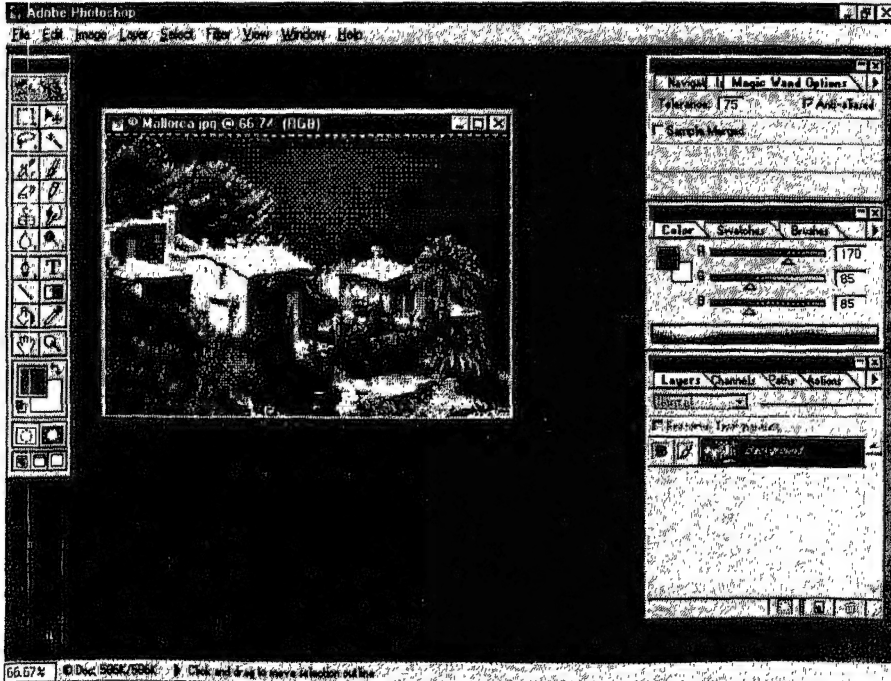 Adobe Photoshop
File Edit Image Layer Select Filter View Window Help
Navigat Magic Wand Options
Tolerance: 75 Anti-aliased
Sample Merged
© Mallorca.jpg @ 66.7% (RGB)
Color Swatches Brushes
R 170
G 85
B 85
Layers Channels Paths Actions
Normal
Preserve Transparency
Background
66.67% © Doc: 586K/586K Click and drag to move selection outline